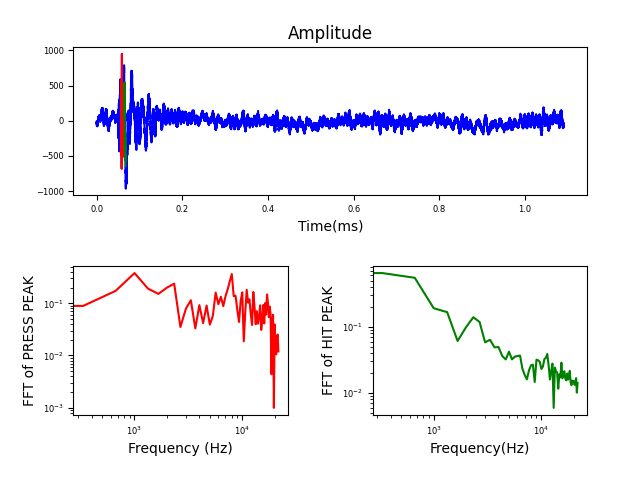 Amplitude
1000
500
0
−500
−1000
0.0 0.2 0.4 0.6 0.8 1.0
Time(ms)
FFT of PRESS PEAK
10⁻¹
10⁻²
10⁻³
10³ 10⁴
Frequency (Hz)
FFT of HIT PEAK
10⁻¹
10⁻²
10³ 10⁴
Frequency(Hz)